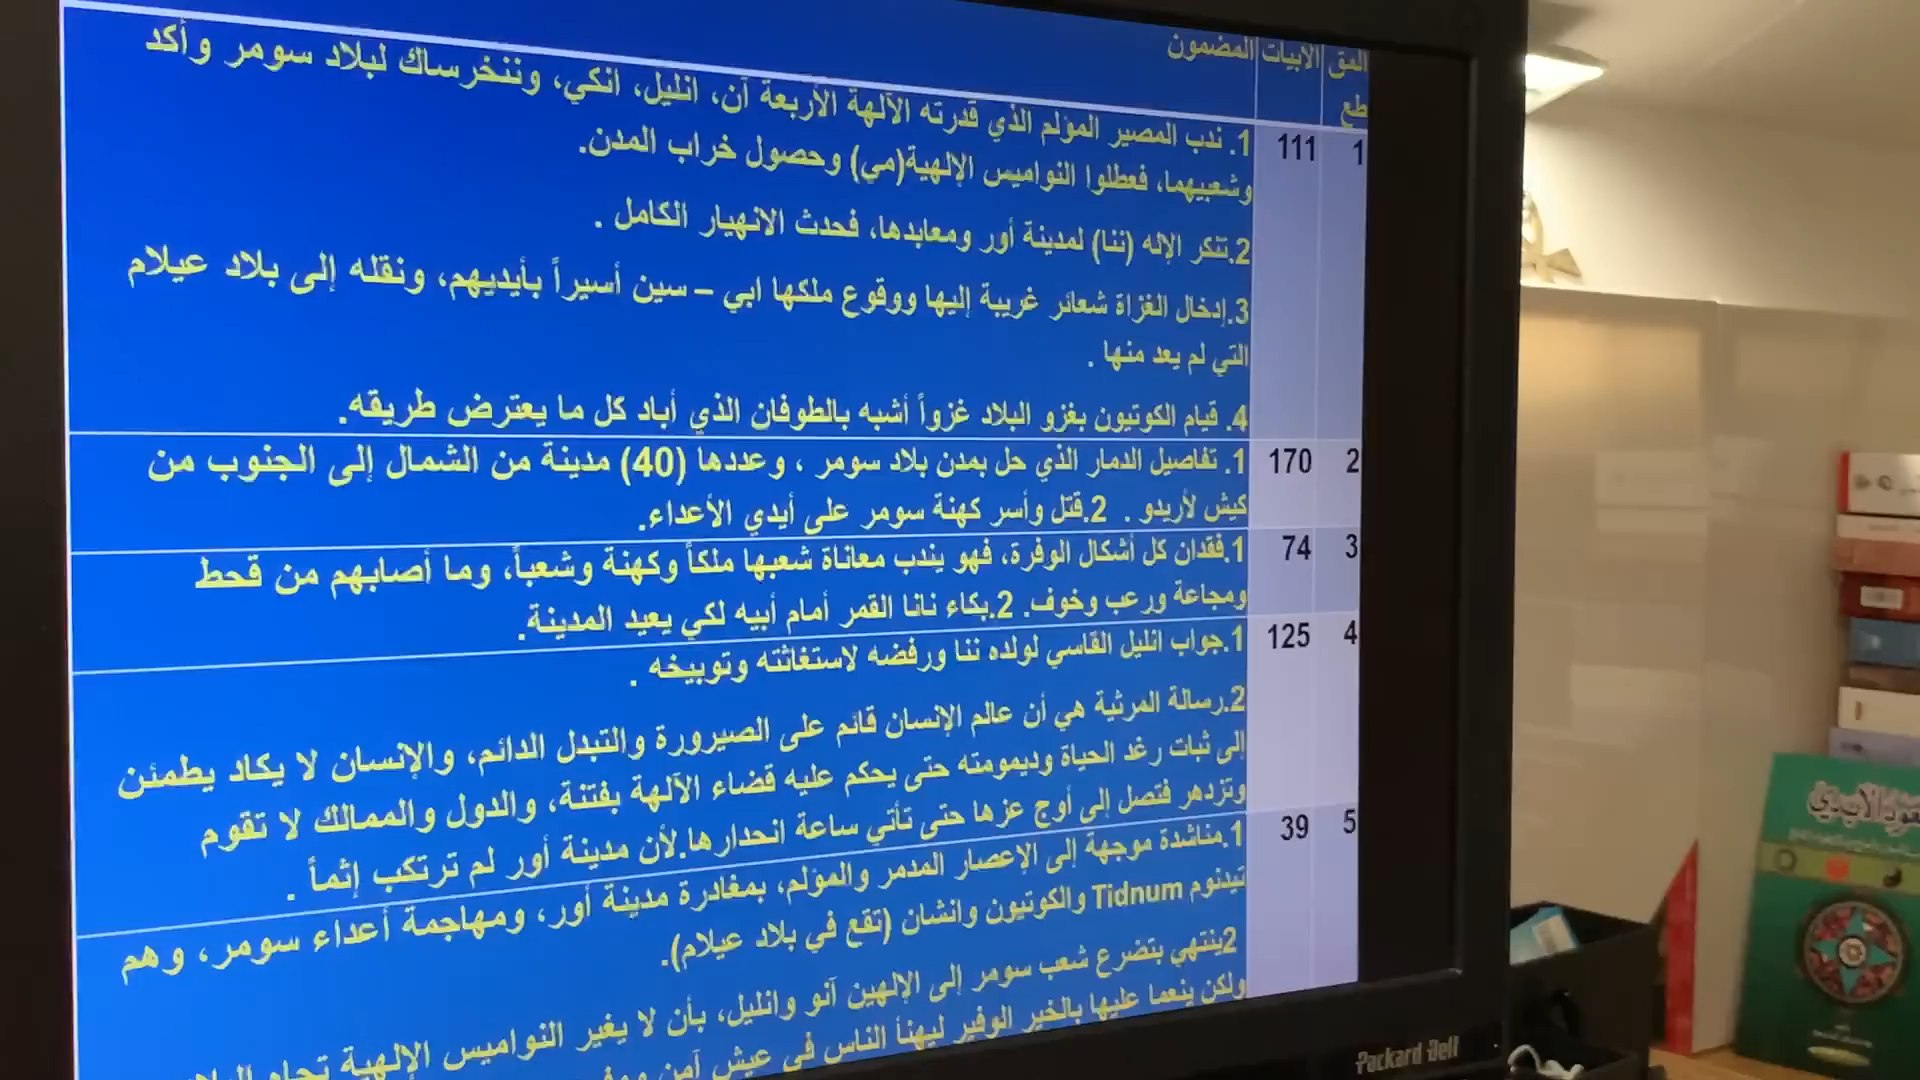 المق الابيات المضمون
طع
1 111 1. ندب المصير المؤلم الذي قدرته الآلهة الأربعة آن، انليل، انكي، وننخرساك لبلاد سومر وأكد
وشعبيهما، فعطلوا النواميس الإلهية(مي) وحصول خراب المدن.
2.تنكر الإله (ننا) لمدينة أور ومعابدها، فحدث الانهيار الكامل .
3.إدخال الغزاة شعائر غريبة إليها ووقوع ملكها ابي – سين أسيراً بأيديهم، ونقله إلى بلاد عيلام
التي لم يعد منها .
4. قيام الكوتيون بغزو البلاد غزواً أشبه بالطوفان الذي أباد كل ما يعترض طريقه.
2 170 1. تفاصيل الدمار الذي حل بمدن بلاد سومر ، وعددها (40) مدينة من الشمال إلى الجنوب من
كيش لأريدو . 2.قتل وأسر كهنة سومر على أيدي الأعداء.
3 74 1.فقدان كل أشكال الوفرة، فهو يندب معاناة شعبها ملكاً وكهنة وشعباً، وما أصابهم من قحط
ومجاعة ورعب وخوف. 2.بكاء نانا القمر أمام أبيه لكي يعيد المدينة.
4 125 1.جواب انليل القاسي لولده ننا ورفضه لاستغاثته وتوبيخه .
2.رسالة المرثية هي أن عالم الإنسان قائم على الصيرورة والتبدل الدائم، والإنسان لا يكاد يطمئن
إلى ثبات رغد الحياة وديمومته حتى يحكم عليه قضاء الآلهة بفتنة، والدول والممالك لا تقوم
وتزدهر فتصل إلى أوج عزها حتى تأتي ساعة انحدارها.لأن مدينة أور لم ترتكب إثماً .
5 39 1.مناشدة موجهة إلى الإعصار المدمر والمؤلم، بمغادرة مدينة أور، ومهاجمة أعداء سومر، وهم
تيدنوم Tidnum والكوتيون وانشان (تقع في بلاد عيلام).
2ينتهي بتضرع شعب سومر إلى الإلهين آنو وانليل، بأن لا يغير النواميس الإلهية تجاه
ولكن ينعما عليها بالخير الوفير ليهنأ الناس في عيش آمن
Packard Bell